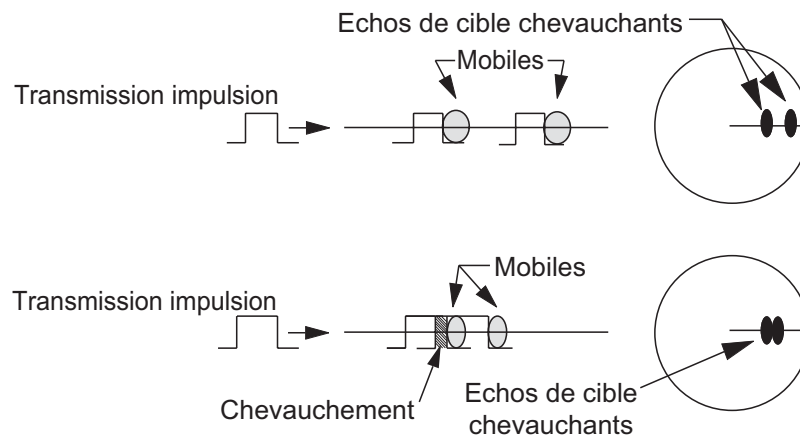 Echos de cible chevauchants
Mobiles
Transmission impulsion
Mobiles
Transmission impulsion
Chevauchement
Echos de cible
chevauchants